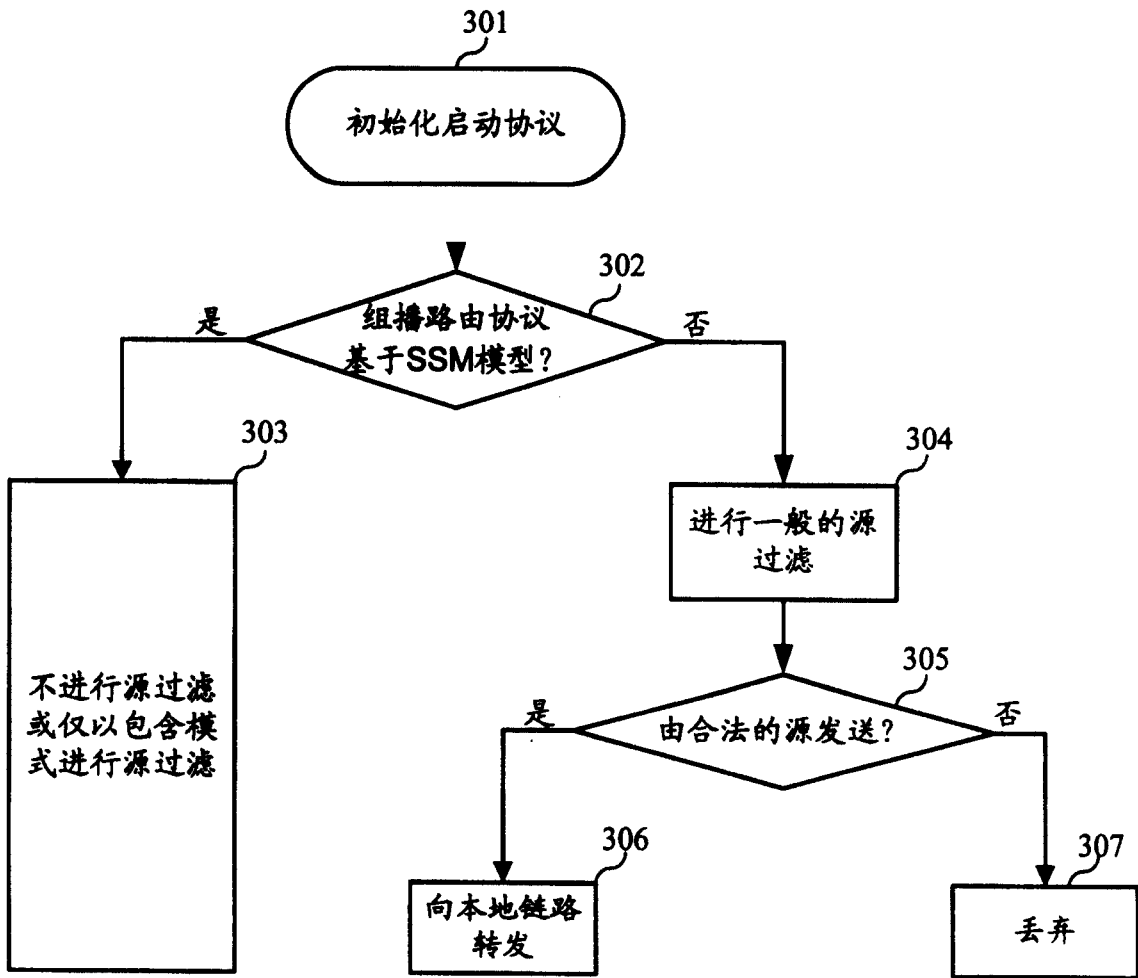 301
初始化启动协议
302
组播路由协议
基于SSM模型?
是
否
303
304
不进行源过滤
或仅以包含模
式进行源过滤
进行一般的源
过滤
305
由合法的源发送?
是
否
306
307
向本地链路
转发
丢弃